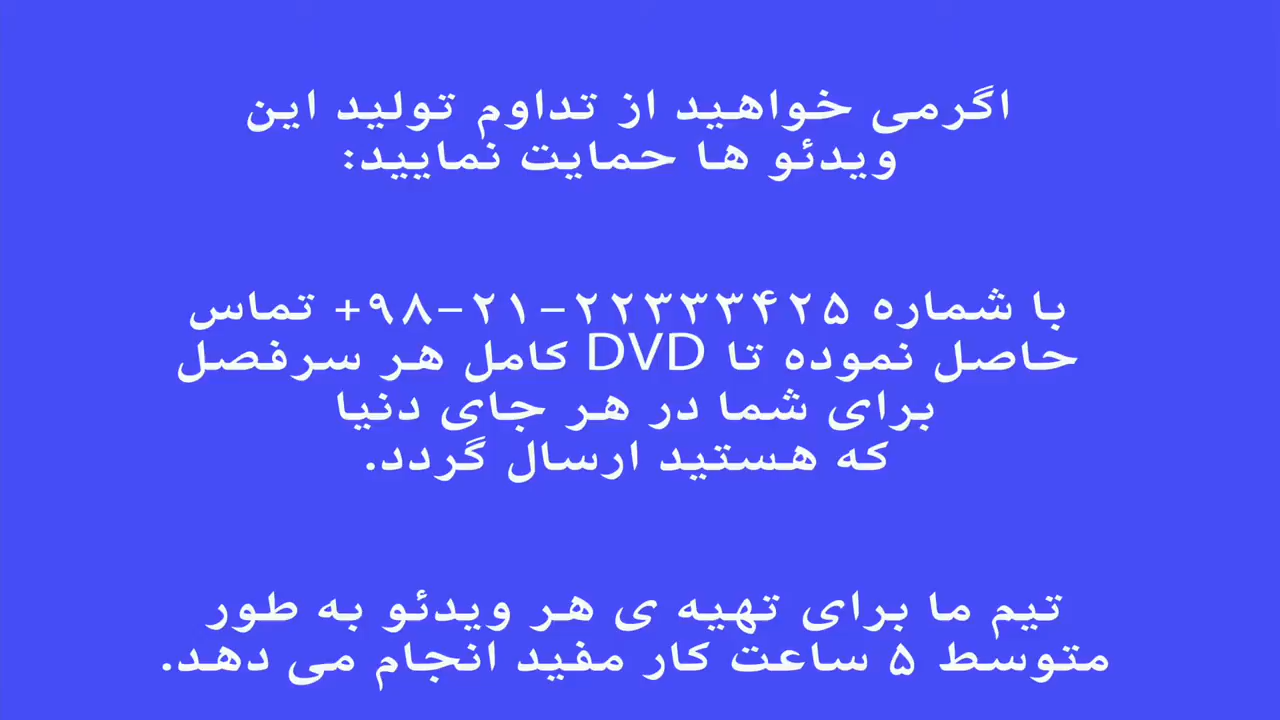 اگرمی خواهید از تداوم تولید این
ویدئو ها حمایت نمایید:
با شماره ۲۲۳۳۳۴۲۵-۲۱-۹۸+ تماس
حاصل نموده تا DVD کامل هر سرفصل
برای شما در هر جای دنیا
که هستید ارسال گردد.
تیم ما برای تهیه ی هر ویدئو به طور
متوسط ۵ ساعت کار مفید انجام می دهد.